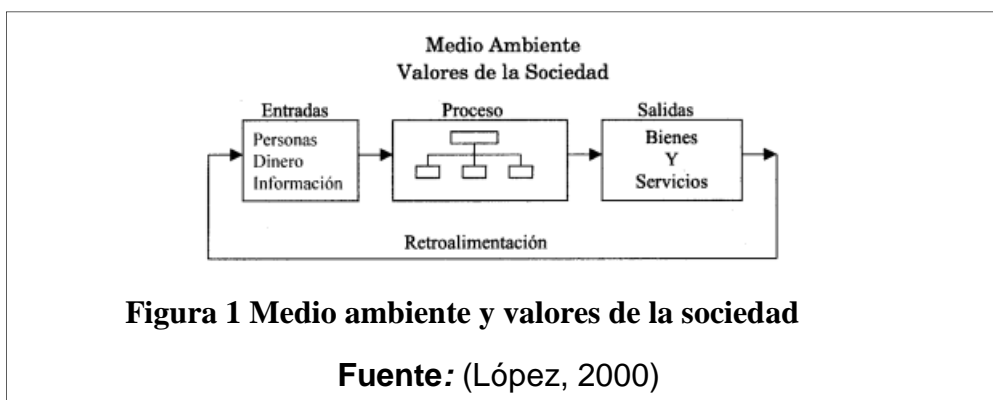 Medio Ambiente
Valores de la Sociedad
Entradas
Proceso
Salidas
Personas
Dinero
Información
Bienes
Y
Servicios
Retroalimentación
Figura 1 Medio ambiente y valores de la sociedad
Fuente: (López, 2000)